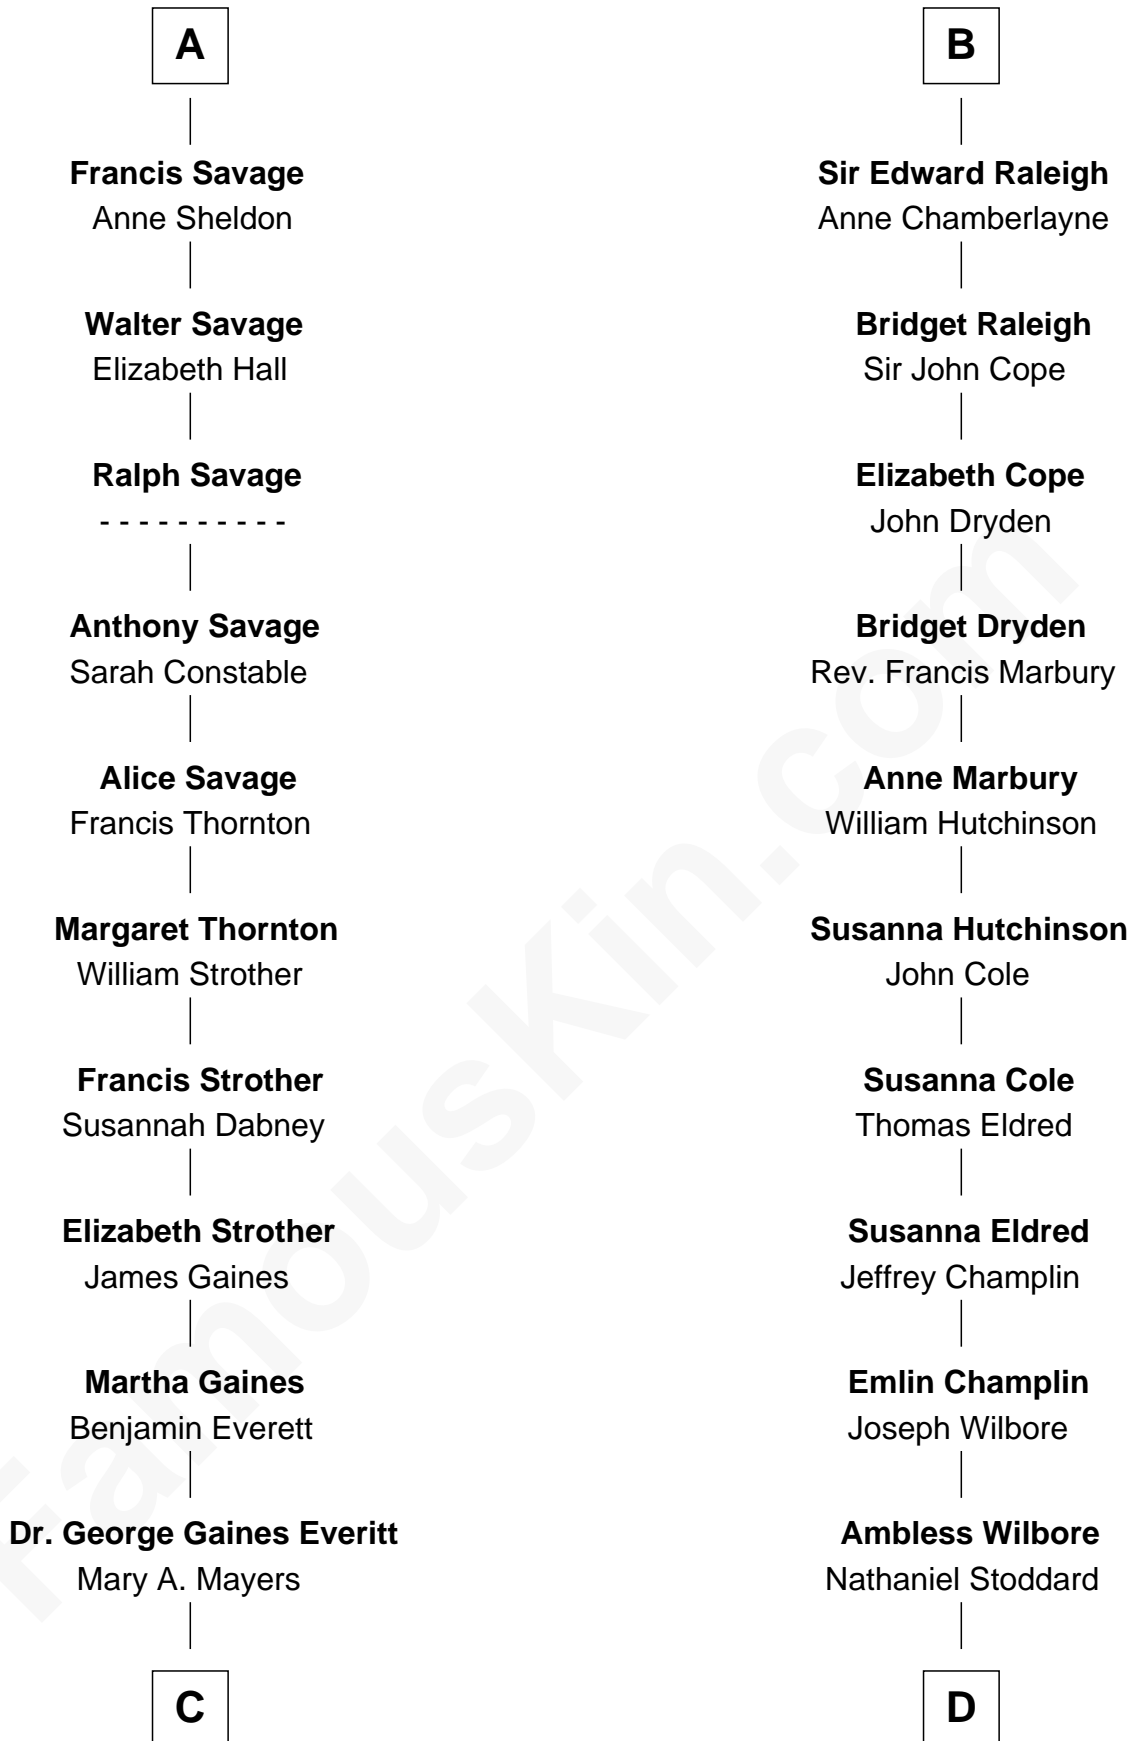 A
Francis Savage
Anne Sheldon
Walter Savage
Elizabeth Hall
Ralph Savage
- - - - - - - - - -
Anthony Savage
Sarah Constable
Alice Savage
Francis Thornton
Margaret Thornton
William Strother
Francis Strother
Susannah Dabney
Elizabeth Strother
James Gaines
Martha Gaines
Benjamin Everett
Dr. George Gaines Everitt
Mary A. Mayers
C
B
Sir Edward Raleigh
Anne Chamberlayne
Bridget Raleigh
Sir John Cope
Elizabeth Cope
John Dryden
Bridget Dryden
Rev. Francis Marbury
Anne Marbury
William Hutchinson
Susanna Hutchinson
John Cole
Susanna Cole
Thomas Eldred
Susanna Eldred
Jeffrey Champlin
Emlin Champlin
Joseph Wilbore
Ambless Wilbore
Nathaniel Stoddard
D
FamousKin.com